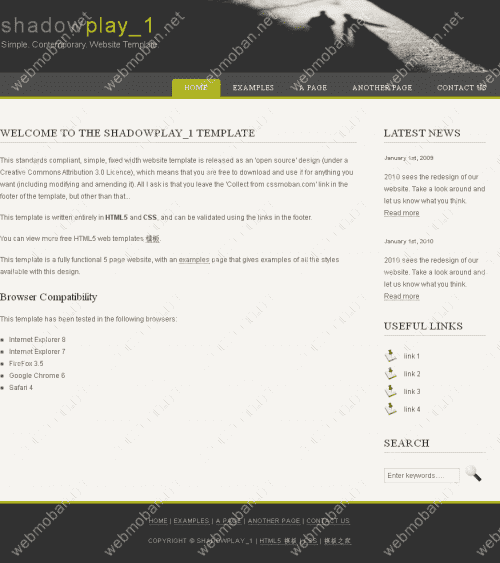 shadowplay_1
Simple. Contemporary. Website Template
HOME EXAMPLES A PAGE ANOTHER PAGE CONTACT US
WELCOME TO THE SHADOWPLAY_1 TEMPLATE
This standards compliant, simple, fixed width website template is released as an 'open source' design (under a
Creative Commons Attribution 3.0 Licence), which means that you are free to download and use it for anything you
want (including modifying and amending it). All I ask is that you leave the 'Collect from cssmoban.com' link in the
footer of the template, but other than that...
This template is written entirely in HTML5 and CSS, and can be validated using the links in the footer.
You can view more free HTML5 web templates 模板.
This template is a fully functional 5 page website, with an examples page that gives examples of all the styles
available with this design.
Browser Compatibility
This template has been tested in the following browsers:
Internet Explorer 8
Internet Explorer 7
FireFox 3.5
Google Chrome 6
Safari 4
LATEST NEWS
January 1st, 2009
2010 sees the redesign of our
website. Take a look around and
let us know what you think.
Read more
January 1st, 2010
2010 sees the redesign of our
website. Take a look around and
let us know what you think.
Read more
USEFUL LINKS
link 1
link 2
link 3
link 4
SEARCH
Enter keywords.....
HOME | EXAMPLES | A PAGE | ANOTHER PAGE | CONTACT US
COPYRIGHT © SHADOWPLAY_1 | HTML5 模板 | CSS | 模板之家
webmoban.net